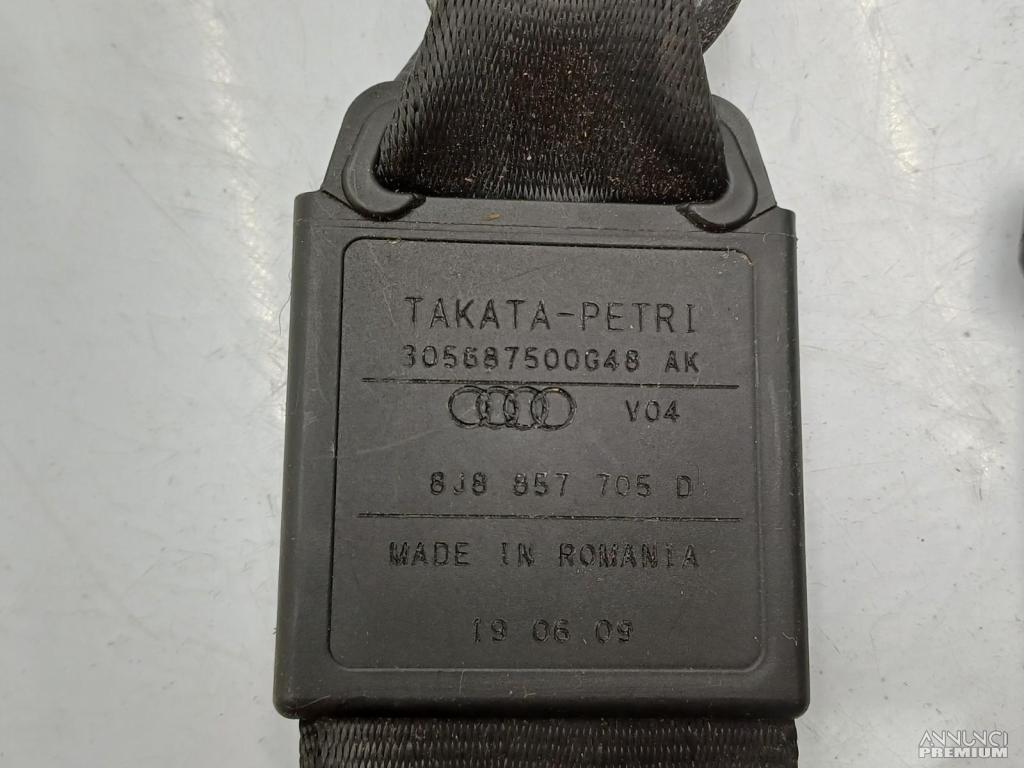 TAKATA-PETRI
305687500G48 AK
V04
8J8 857 705 D
MADE IN ROMANIA
19 06 09
ANNUNCI
PREMIUM